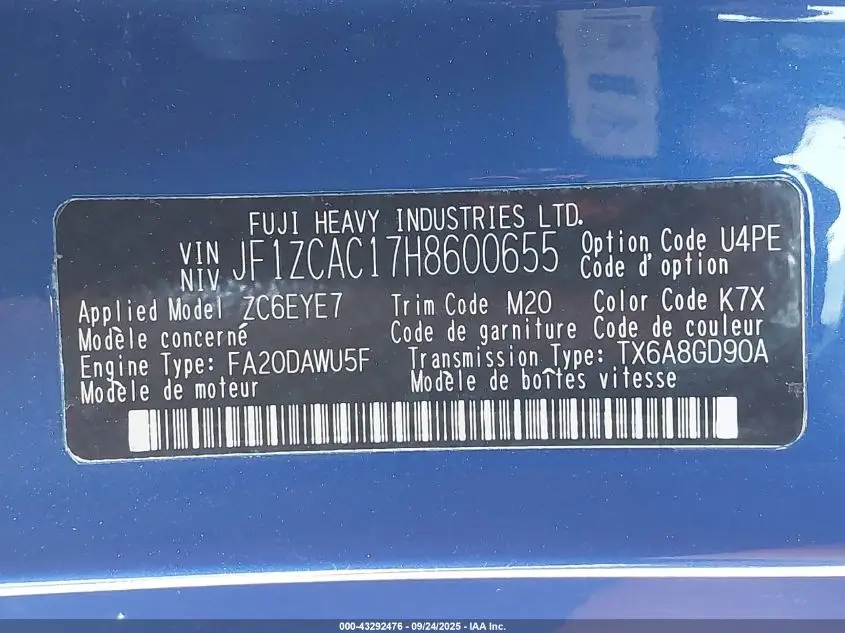 FUJI HEAVY INDUSTRIES LTD.
VIN NIV JF1ZCAC17H8600655 Option Code U4PE
Code d'option
Applied Model ZC6EYE7 Trim Code M20 Color Code K7X
Modèle concerné Code de garniture Code de couleur
Engine Type: FA20DAWU5F Transmission Type: TX6A8GD90A
Modèle de moteur Modèle de boîtes vitesse
000-43292476 - 09/24/2025 - IAA Inc.